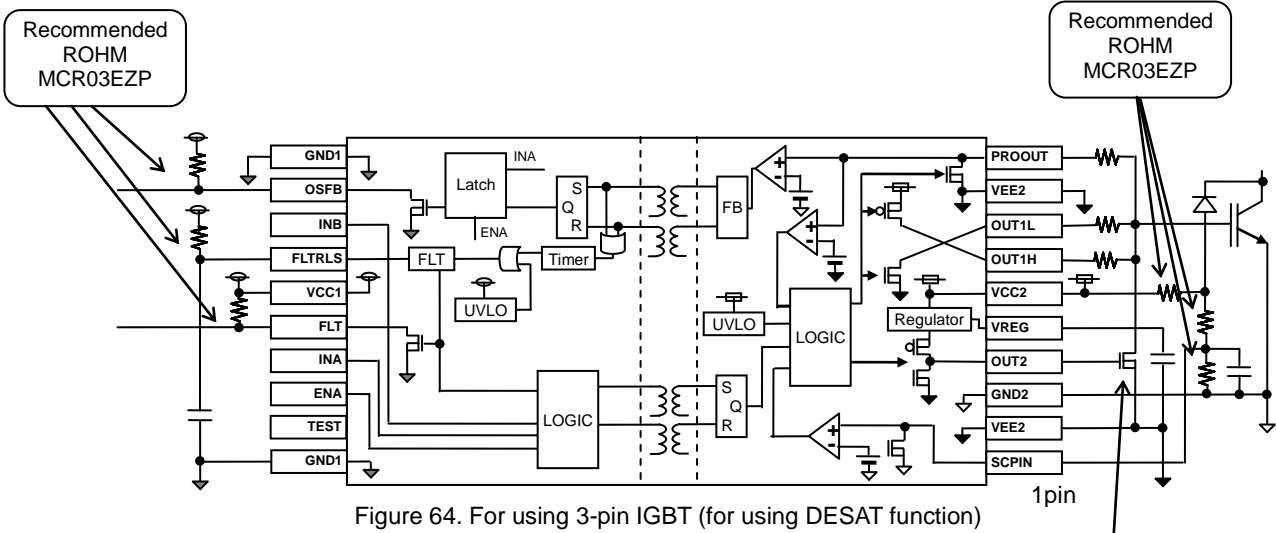 Recommended
ROHM
MCR03EZP
Recommended
ROHM
MCR03EZP
GND1
OSFB
INB
FLTRLS
VCC1
FLT
INA
ENA
TEST
GND1
INA
Latch
ENA
S
Q
R
FLT
Timer
UVLO
LOGIC
FB
+
-
+
-
UVLO
LOGIC
Regulator
S
Q
R
+
-
PROOUT
VEE2
OUT1L
OUT1H
VCC2
VREG
OUT2
GND2
VEE2
SCPIN
1pin
Figure 64. For using 3-pin IGBT (for using DESAT function)